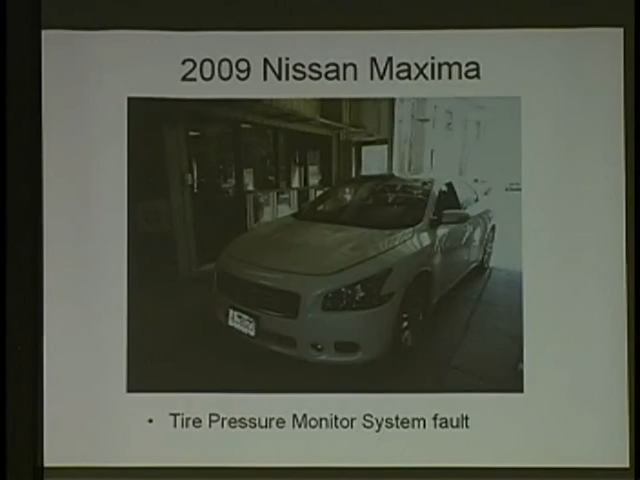 2009 Nissan Maxima
• Tire Pressure Monitor System fault